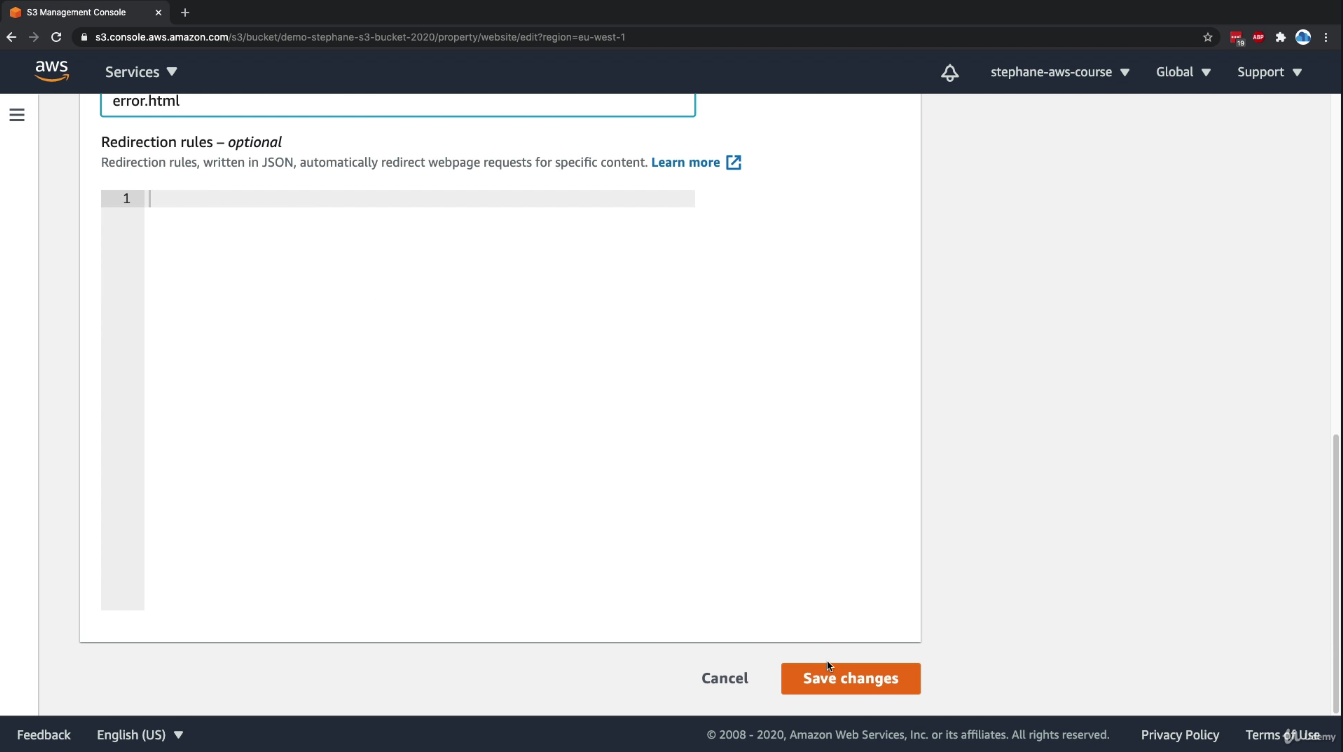 S3 Management Console
s3.console.aws.amazon.com/s3/bucket/demo-stephane-s3-bucket-2020/property/website/edit?region=eu-west-1
19
ABP
aws
Services
stephane-aws-course
Global
Support
error.html
Redirection rules – optional
Redirection rules, written in JSON, automatically redirect webpage requests for specific content. Learn more
1
Cancel
Save changes
Feedback
English (US)
© 2008 - 2020, Amazon Web Services, Inc. or its affiliates. All rights reserved.
Privacy Policy
Terms of Use